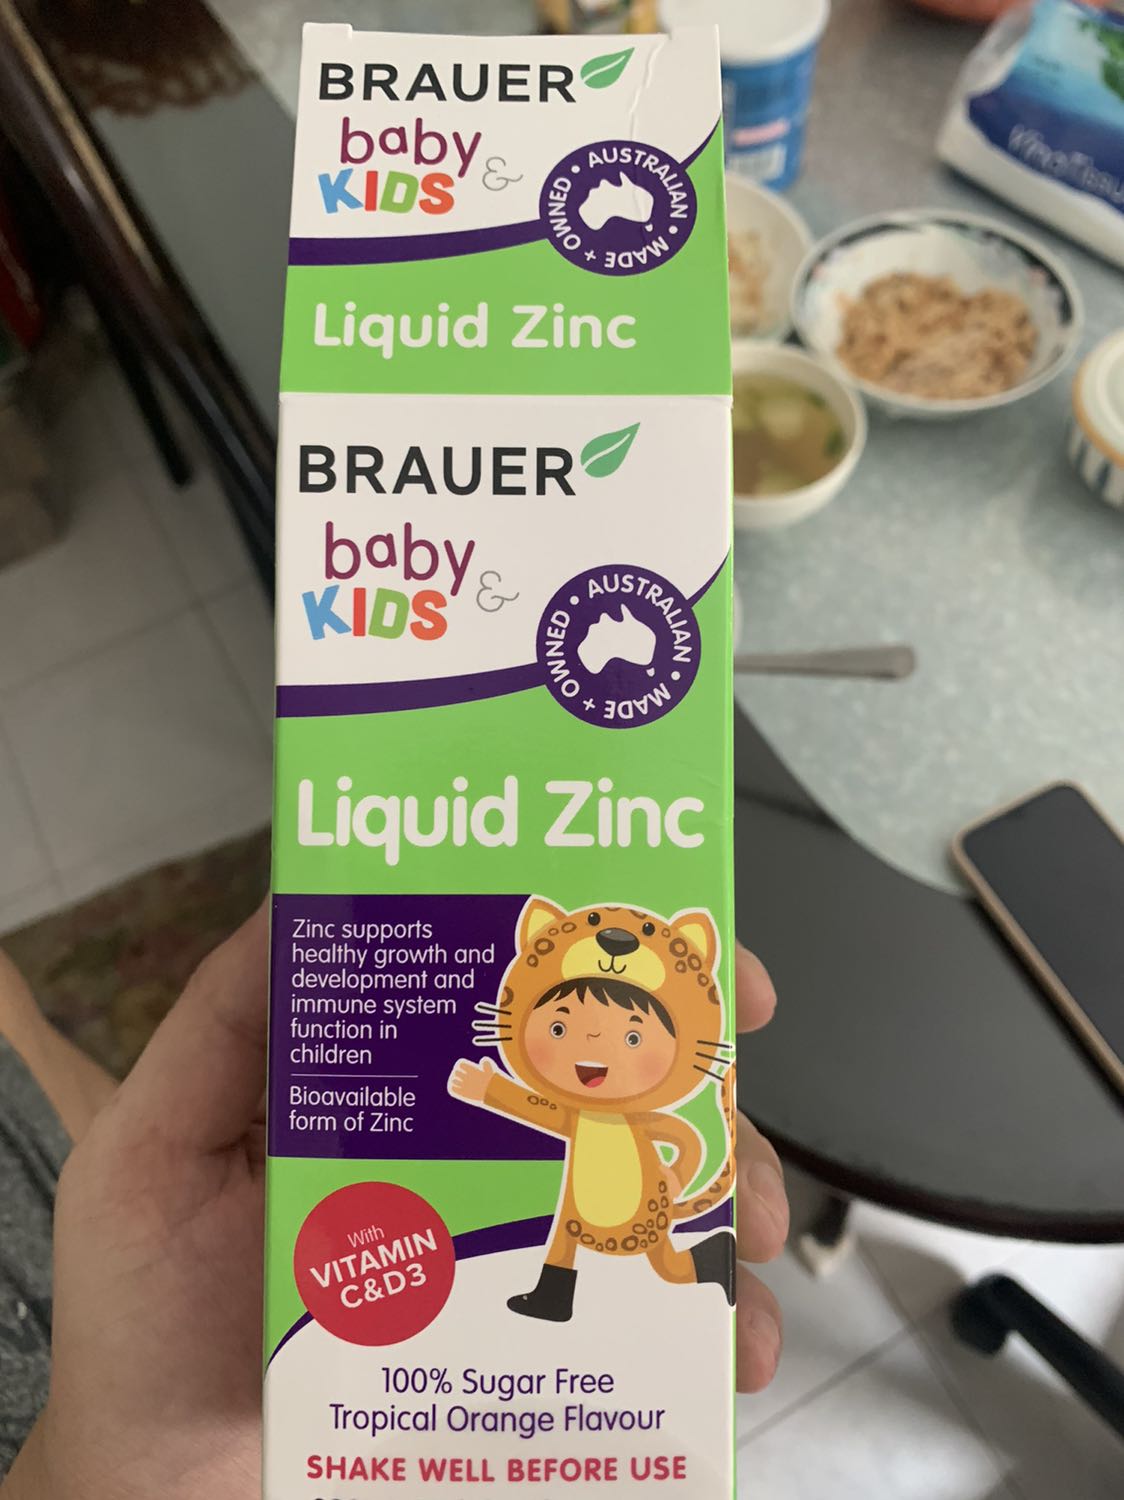 BRAUER
baby &
KIDS
AUSTRALIAN • MADE + OWNED •
Liquid Zinc
BRAUER
baby &
KIDS
AUSTRALIAN • MADE + OWNED •
Liquid Zinc
Zinc supports
healthy growth and
development and
immune system
function in
children
Bioavailable
form of Zinc
With
VITAMIN
C&D3
100% Sugar Free
Tropical Orange Flavour
SHAKE WELL BEFORE USE